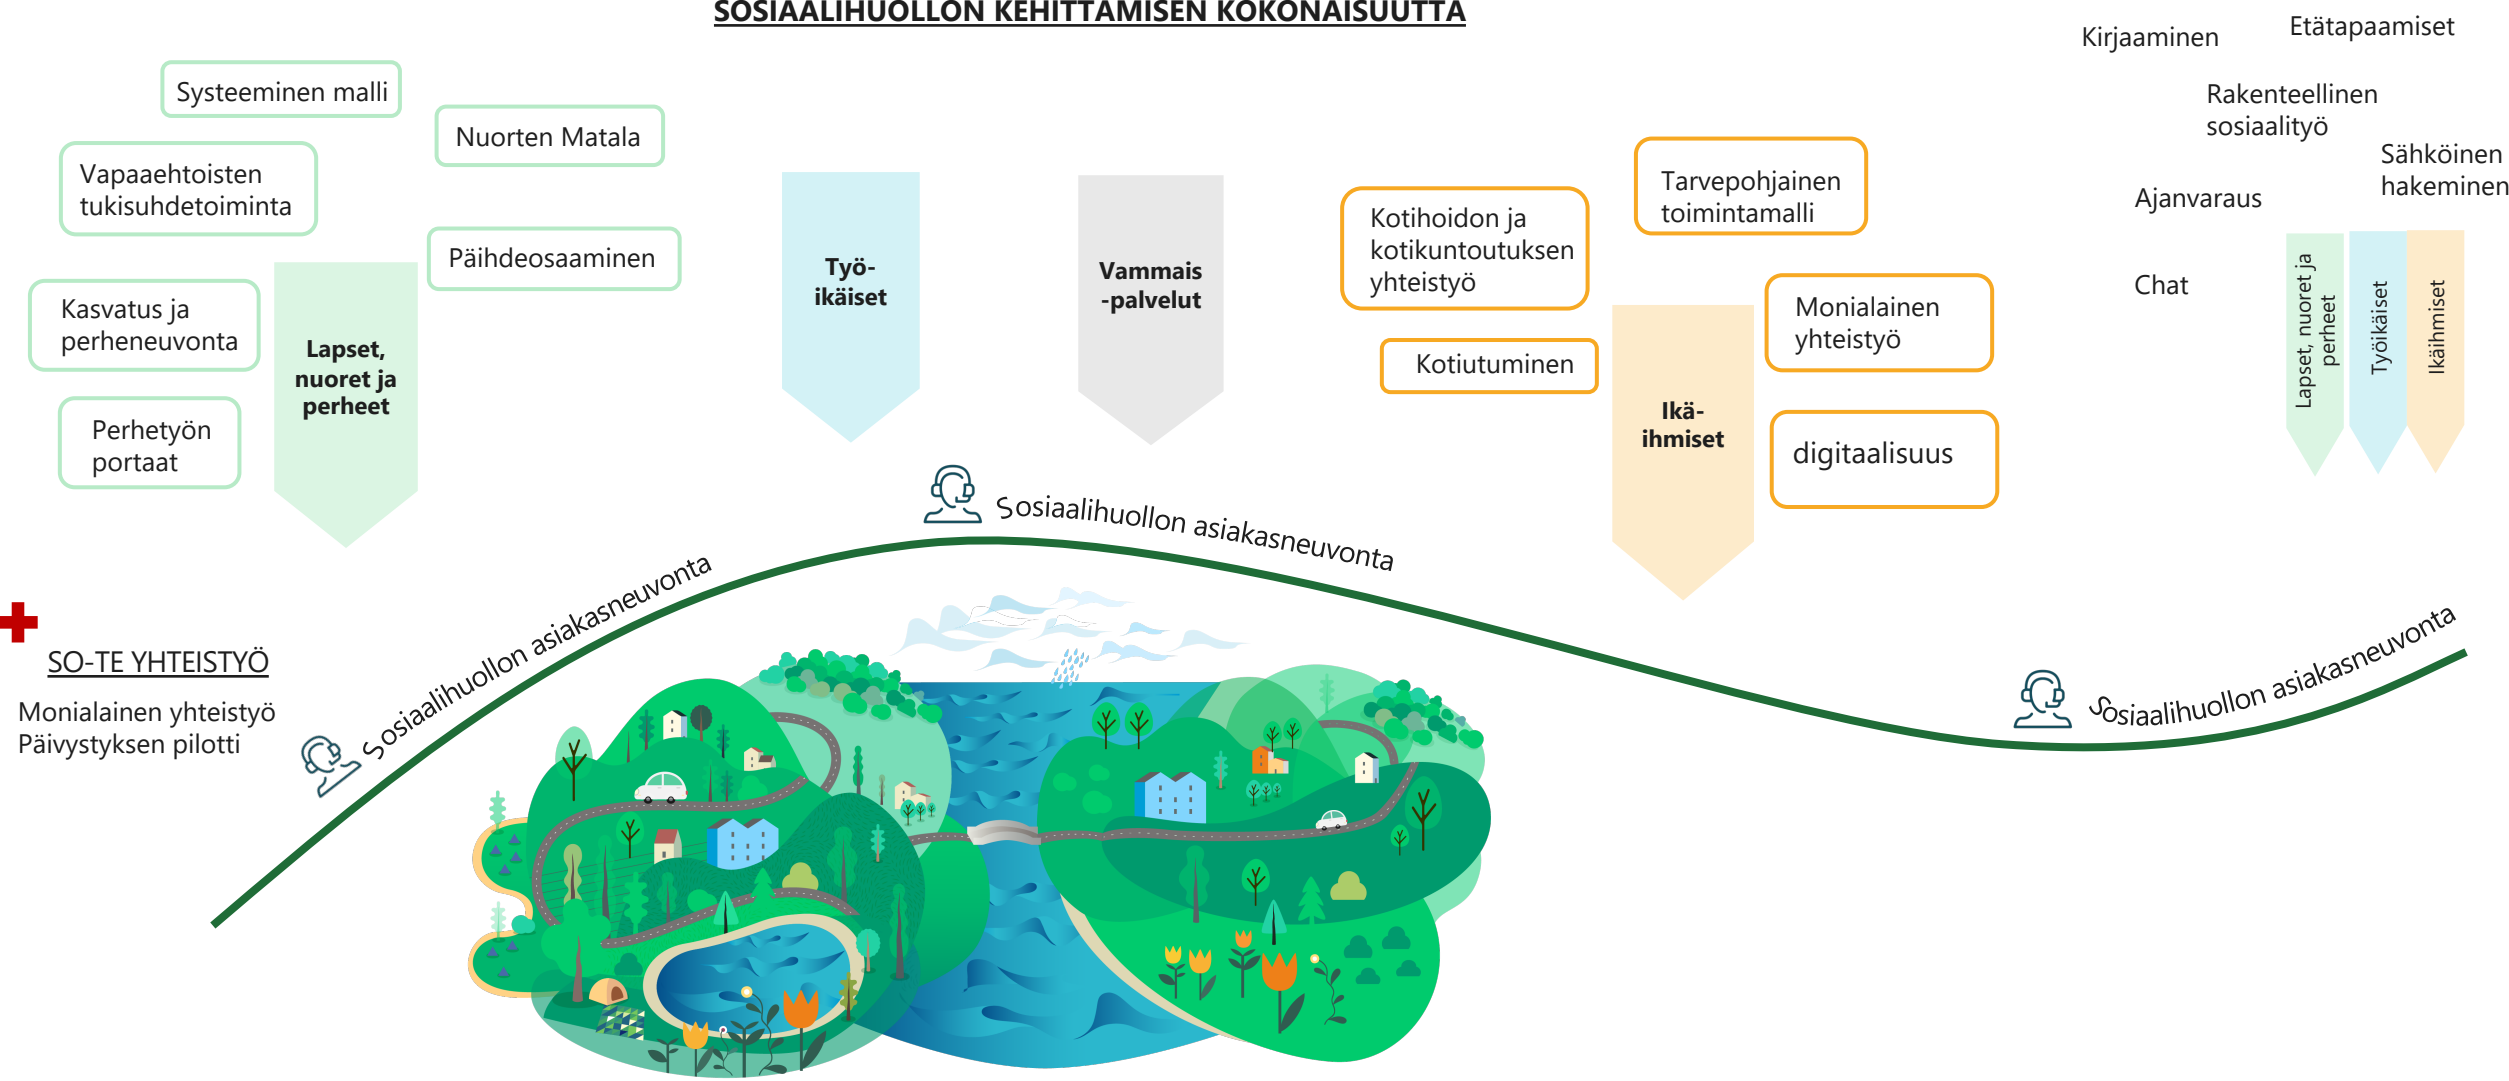 SOSIAALIHUOLLON KEHITTÄMISEN KOKONAISUUTTA
Systeeminen malli
Nuorten Matala
Vapaaehtoisten
tukisuhdetoiminta
Päihdeosaaminen
Kasvatus ja
perheneuvonta
Perhetyön
portaat
Lapset,
nuoret ja
perheet
Työ-
ikäiset
Vammais
-palvelut
Kotihoidon ja
kotikuntoutuksen
yhteistyö
Tarvepohjainen
toimintamalli
Kotiutuminen
Monialainen
yhteistyö
Ikä-
ihmiset
digitaalisuus
Kirjaaminen
Etätapaamiset
Rakenteellinen
sosiaalityö
Sähköinen
hakeminen
Ajanvaraus
Chat
Lapset, nuoret ja
perheet
Työikäiset
Ikäihmiset
Sosiaalihuollon asiakasneuvonta
Sosiaalihuollon asiakasneuvonta
Sosiaalihuollon asiakasneuvonta
SO-TE YHTEISTYÖ
Monialainen yhteistyö
Päivystyksen pilotti